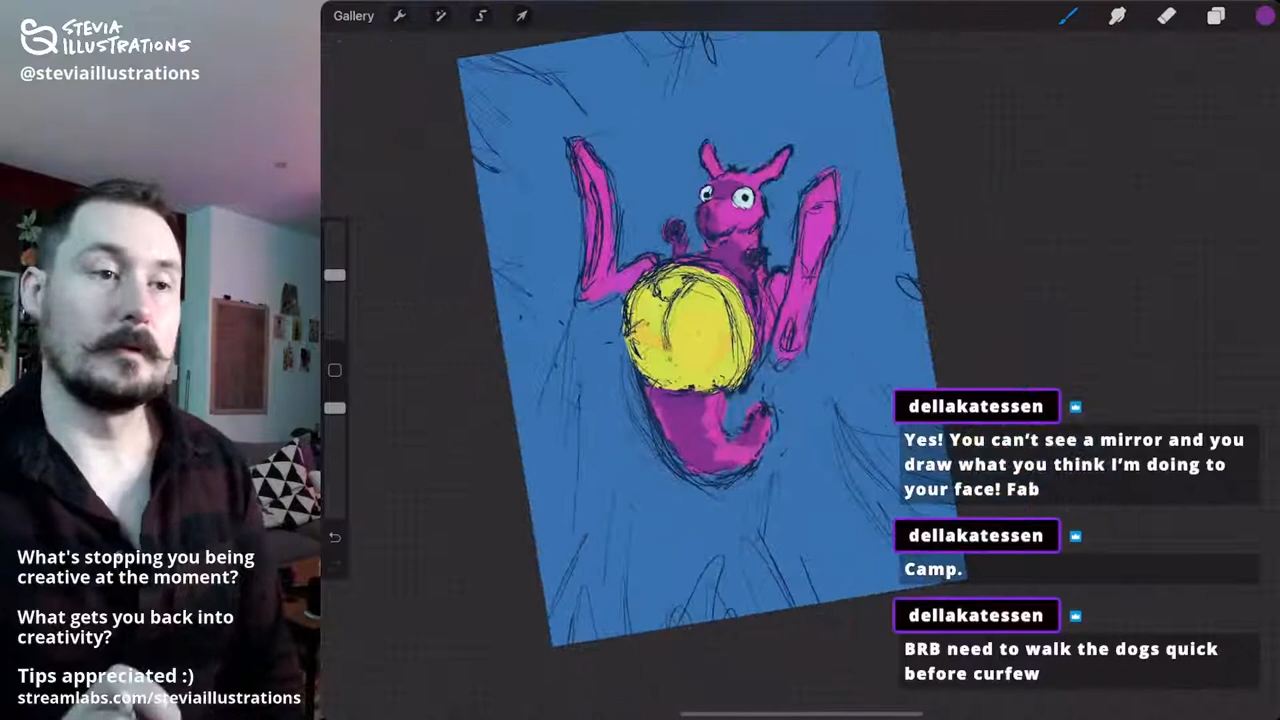 STEVIA
ILLUSTRATIONS
@steviaillustrations
Gallery
dellakatessen
Yes! You can't see a mirror and you
draw what you think I'm doing to
your face! Fab
dellakatessen
Camp.
dellakatessen
BRB need to walk the dogs quick
before curfew
What's stopping you being
creative at the moment?
What gets you back into
creativity?
Tips appreciated :)
streamlabs.com/steviaillustrations